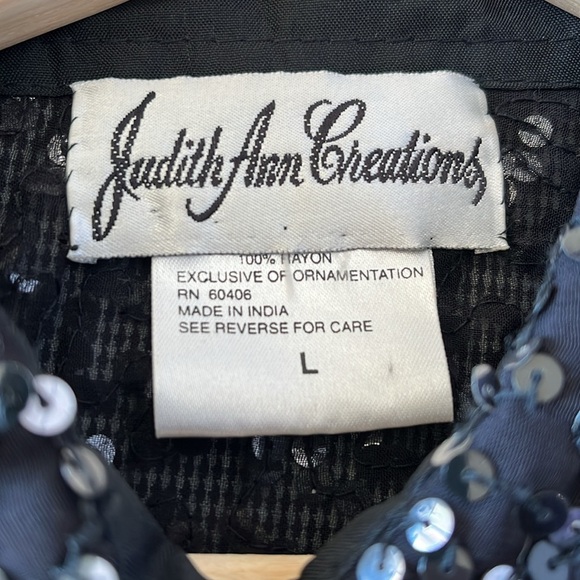 Judith Ann Creations
100% RAYON
EXCLUSIVE OF ORNAMENTATION
RN 60406
MADE IN INDIA
SEE REVERSE FOR CARE
L